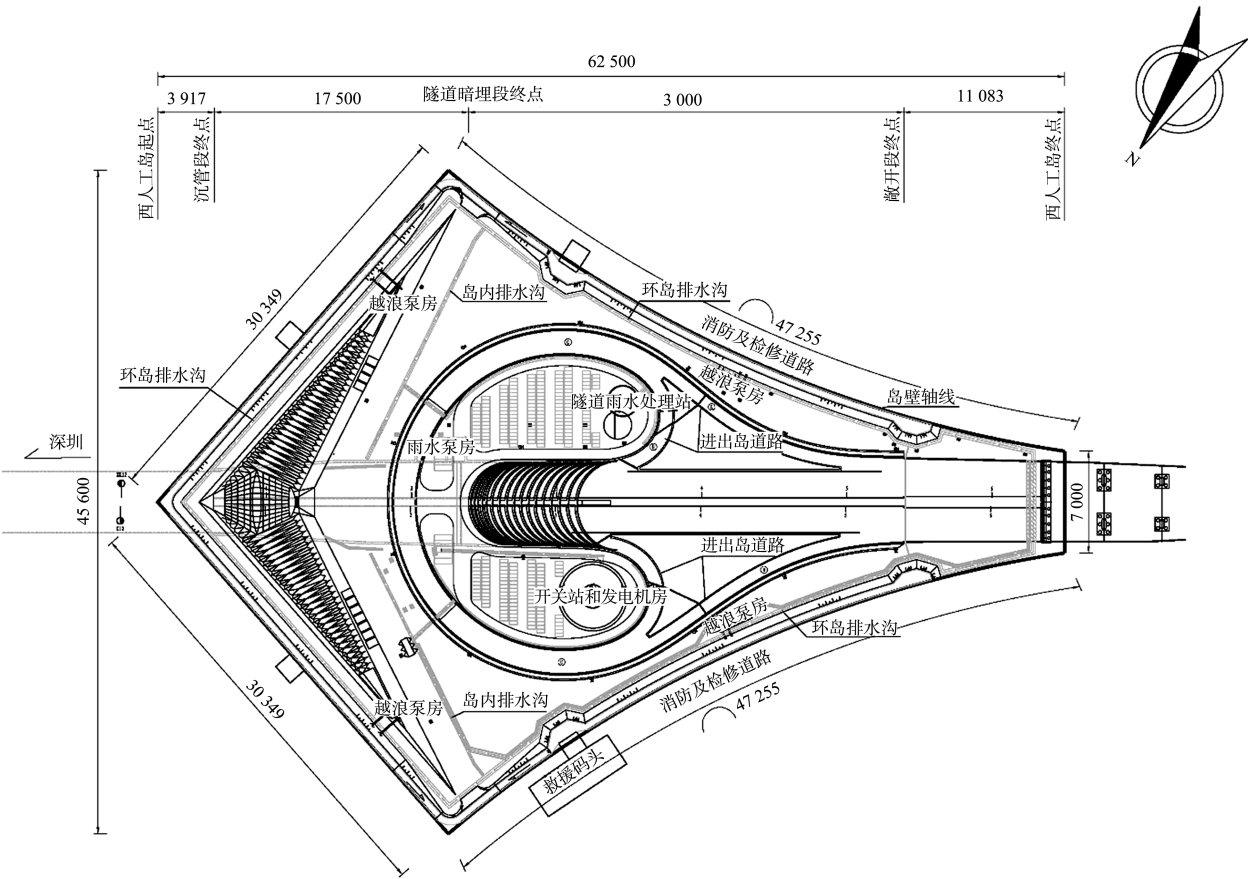 62 500
3 917
17 500
隧道暗埋段终点
3 000
11 083
西人工岛起点
沉管段终点
敞开段终点
西人工岛终点
N
30 349
越浪泵房
岛内排水沟
环岛排水沟
47 255
消防及检修道路
环岛排水沟
越浪泵房
岛壁轴线
隧道雨水处理站
深圳
雨水泵房
进出岛道路
45 600
7 000
进出岛道路
开关站和发电机房
越浪泵房
环岛排水沟
消防及检修道路
47 255
30 349
越浪泵房
岛内排水沟
救援码头